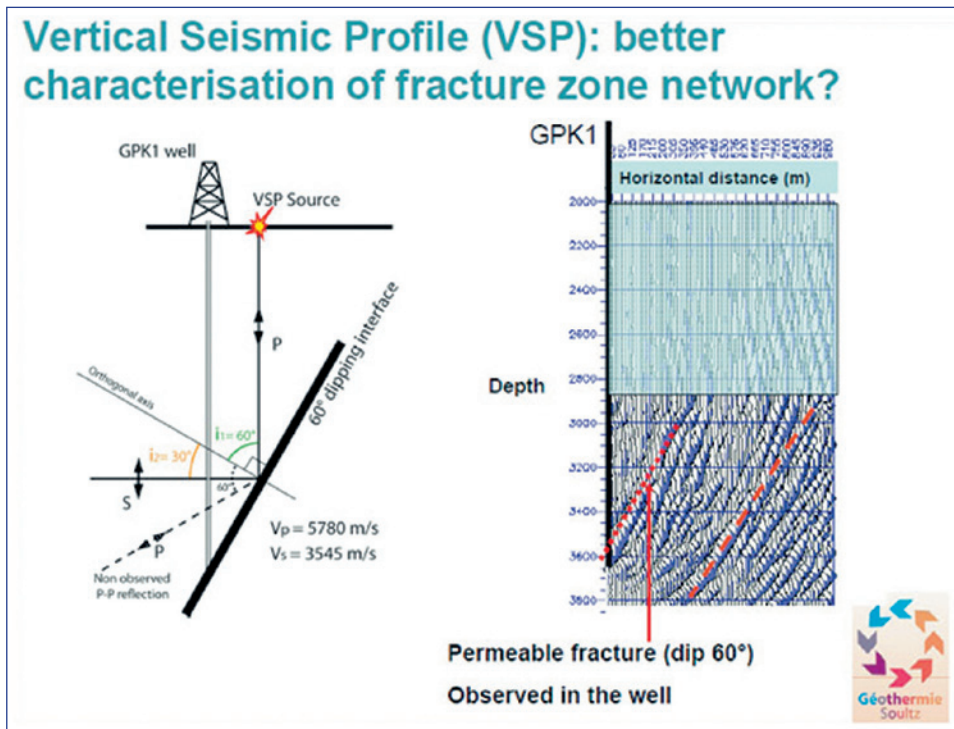 Vertical Seismic Profile (VSP): better
characterisation of fracture zone network?
GPK1 well
VSP Source
P
60° dipping interface
Orthogonal axis
i1= 60°
i2= 30°
60°
S
P
Vp = 5780 m/s
Vs = 3545 m/s
Non observed
P-P reflection
GPK1
Horizontal distance (m)
Depth
2000
2200
2400
2600
2800
3000
3200
3400
3600
3800
Permeable fracture (dip 60°)
Observed in the well
Géothermie
Soultz